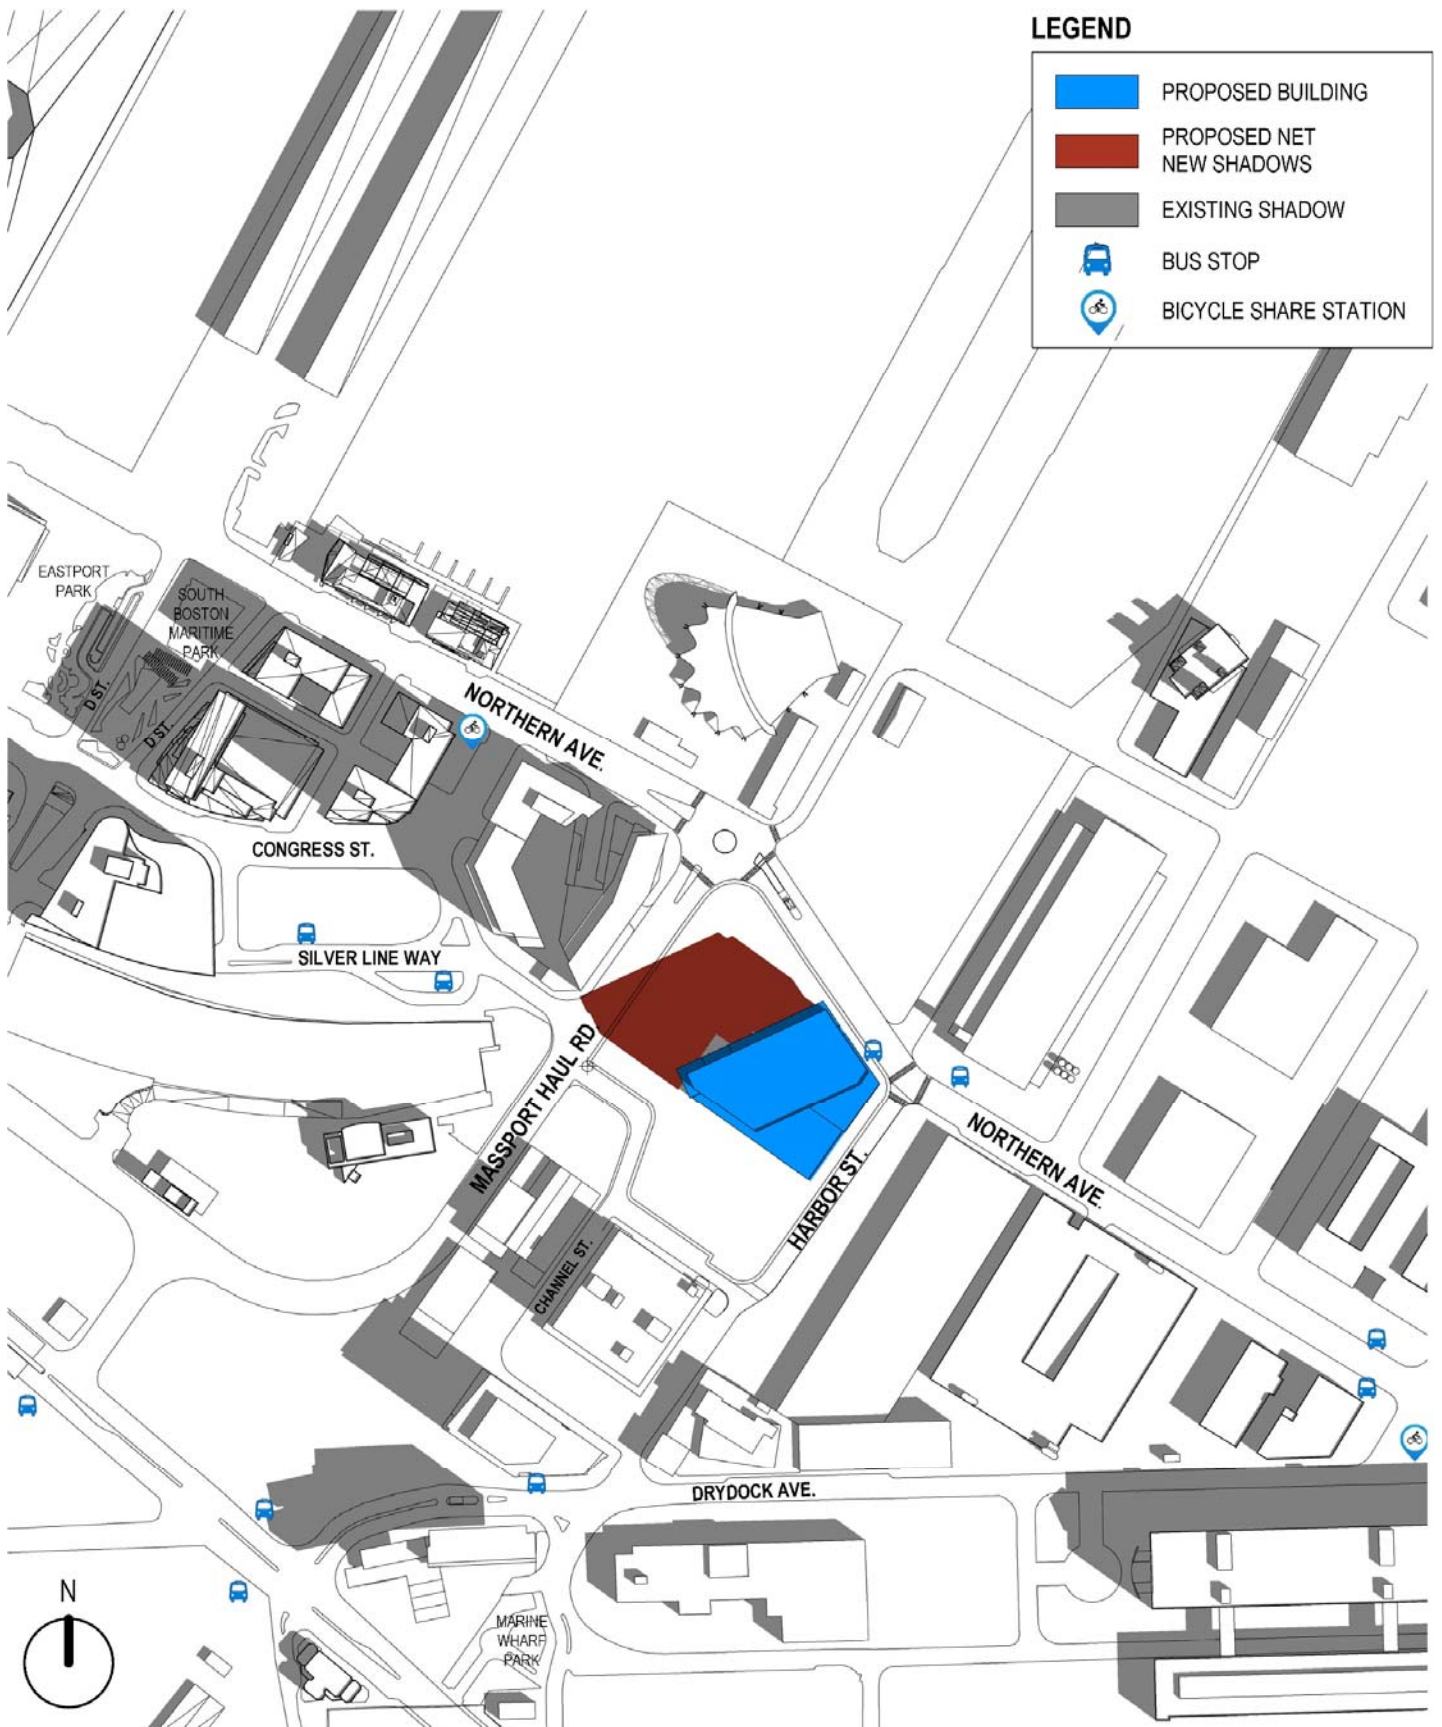 LEGEND
PROPOSED BUILDING
PROPOSED NET
NEW SHADOWS
EXISTING SHADOW
BUS STOP
BICYCLE SHARE STATION
EASTPORT
PARK
SOUTH
BOSTON
MARITIME
PARK
D ST.
D ST.
NORTHERN AVE.
CONGRESS ST.
SILVER LINE WAY
MASSPORT HAUL RD.
HARBOR ST.
NORTHERN AVE.
CHANNEL ST.
DRYDOCK AVE.
MARINE
WHARF
PARK
N